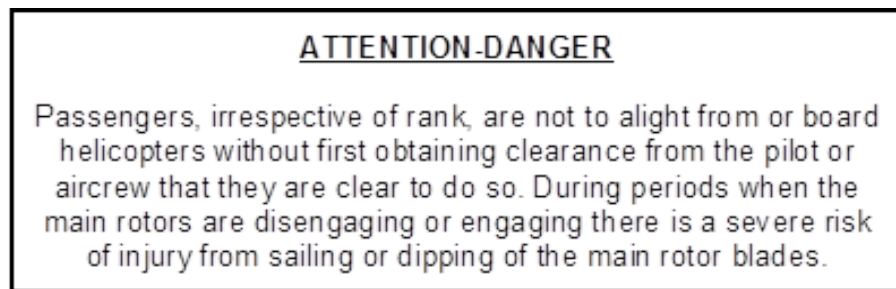 ATTENTION-DANGER
Passengers, irrespective of rank, are not to alight from or board
helicopters without first obtaining clearance from the pilot or
aircrew that they are clear to do so. During periods when the
main rotors are disengaging or engaging there is a severe risk
of injury from sailing or dipping of the main rotor blades.